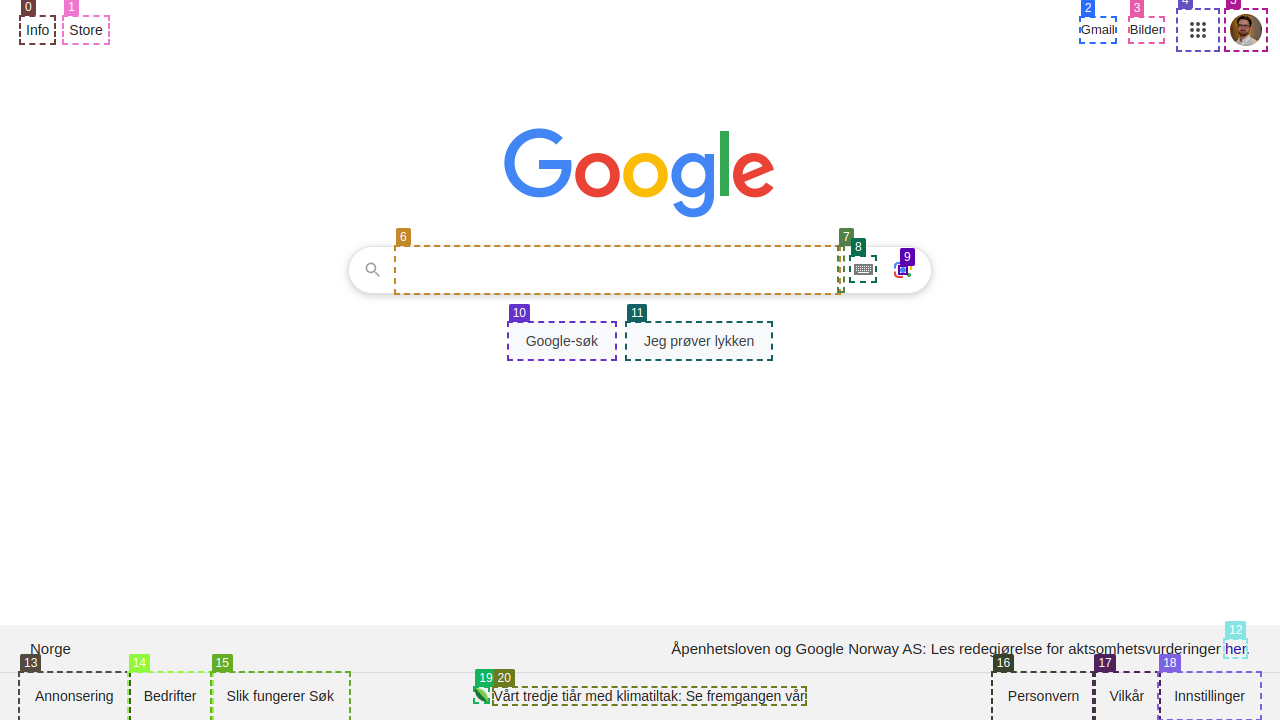 0 1 2 3 4 5
Info Store Gmail Bilder
Google
6 7 8 9
10 11
Google-søk Jeg prøver lykken
12
Norge Åpenhetsloven og Google Norway AS: Les redegjørelse for aktsomhetsvurderinger her.
13 14 15 19 20 16 17 18
Annonsering Bedrifter Slik fungerer Søk Vårt tredje tiår med klimatiltak: Se fremgangen vår Personvern Vilkår Innstillinger